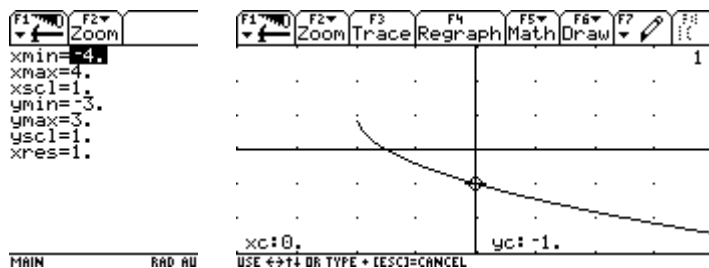 F1 F2
Zoom
xmin=-4.
xmax=4.
xscl=1.
ymin=-3.
ymax=3.
yscl=1.
xres=1.
MAIN RAD AU
F1 F2 F3 F4 F5 F6 F7
Zoom Trace Regraph Math Draw
1
xc:0. yc:-1.
USE ←→↑↓ OR TYPE + [ESC]=CANCEL